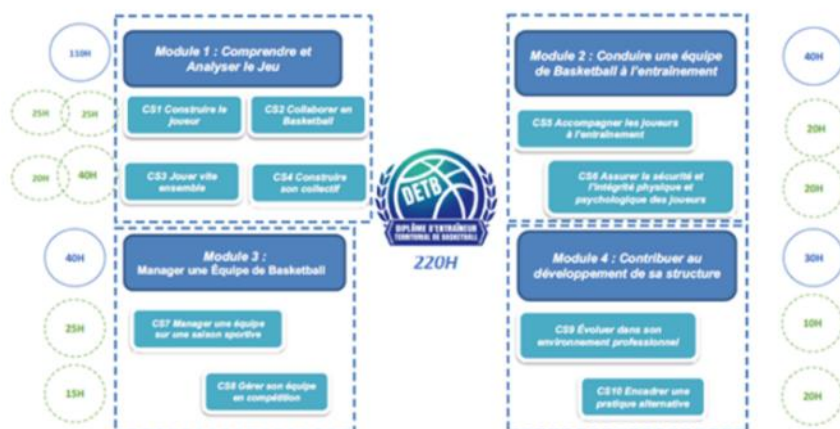 110H
Module 1 : Comprendre et
Analyser le Jeu
25H
25H
CS1 Construire le
joueur
CS2 Collaborer en
Basketball
20H
40H
CS3 Jouer vite
ensemble
CS4 Construire
son collectif
Module 2 : Conduire une équipe
de Basketball à l'entraînement
40H
CS5 Accompagner les joueurs
à l'entraînement
20H
CS6 Assurer la sécurité et
l'intégrité physique et
psychologique des joueurs
20H
DETB
DIPLÔME D'ENTRAÎNEUR
TERRITORIAL DE BASKETBALL
220H
40H
Module 3 :
Manager une Équipe de Basketball
25H
CS7 Manager une équipe
sur une saison sportive
15H
CS8 Gérer son équipe
en compétition
Module 4 : Contribuer au
développement de sa structure
30H
CS9 Évoluer dans son
environnement professionnel
10H
CS10 Encadrer une
pratique alternative
20H